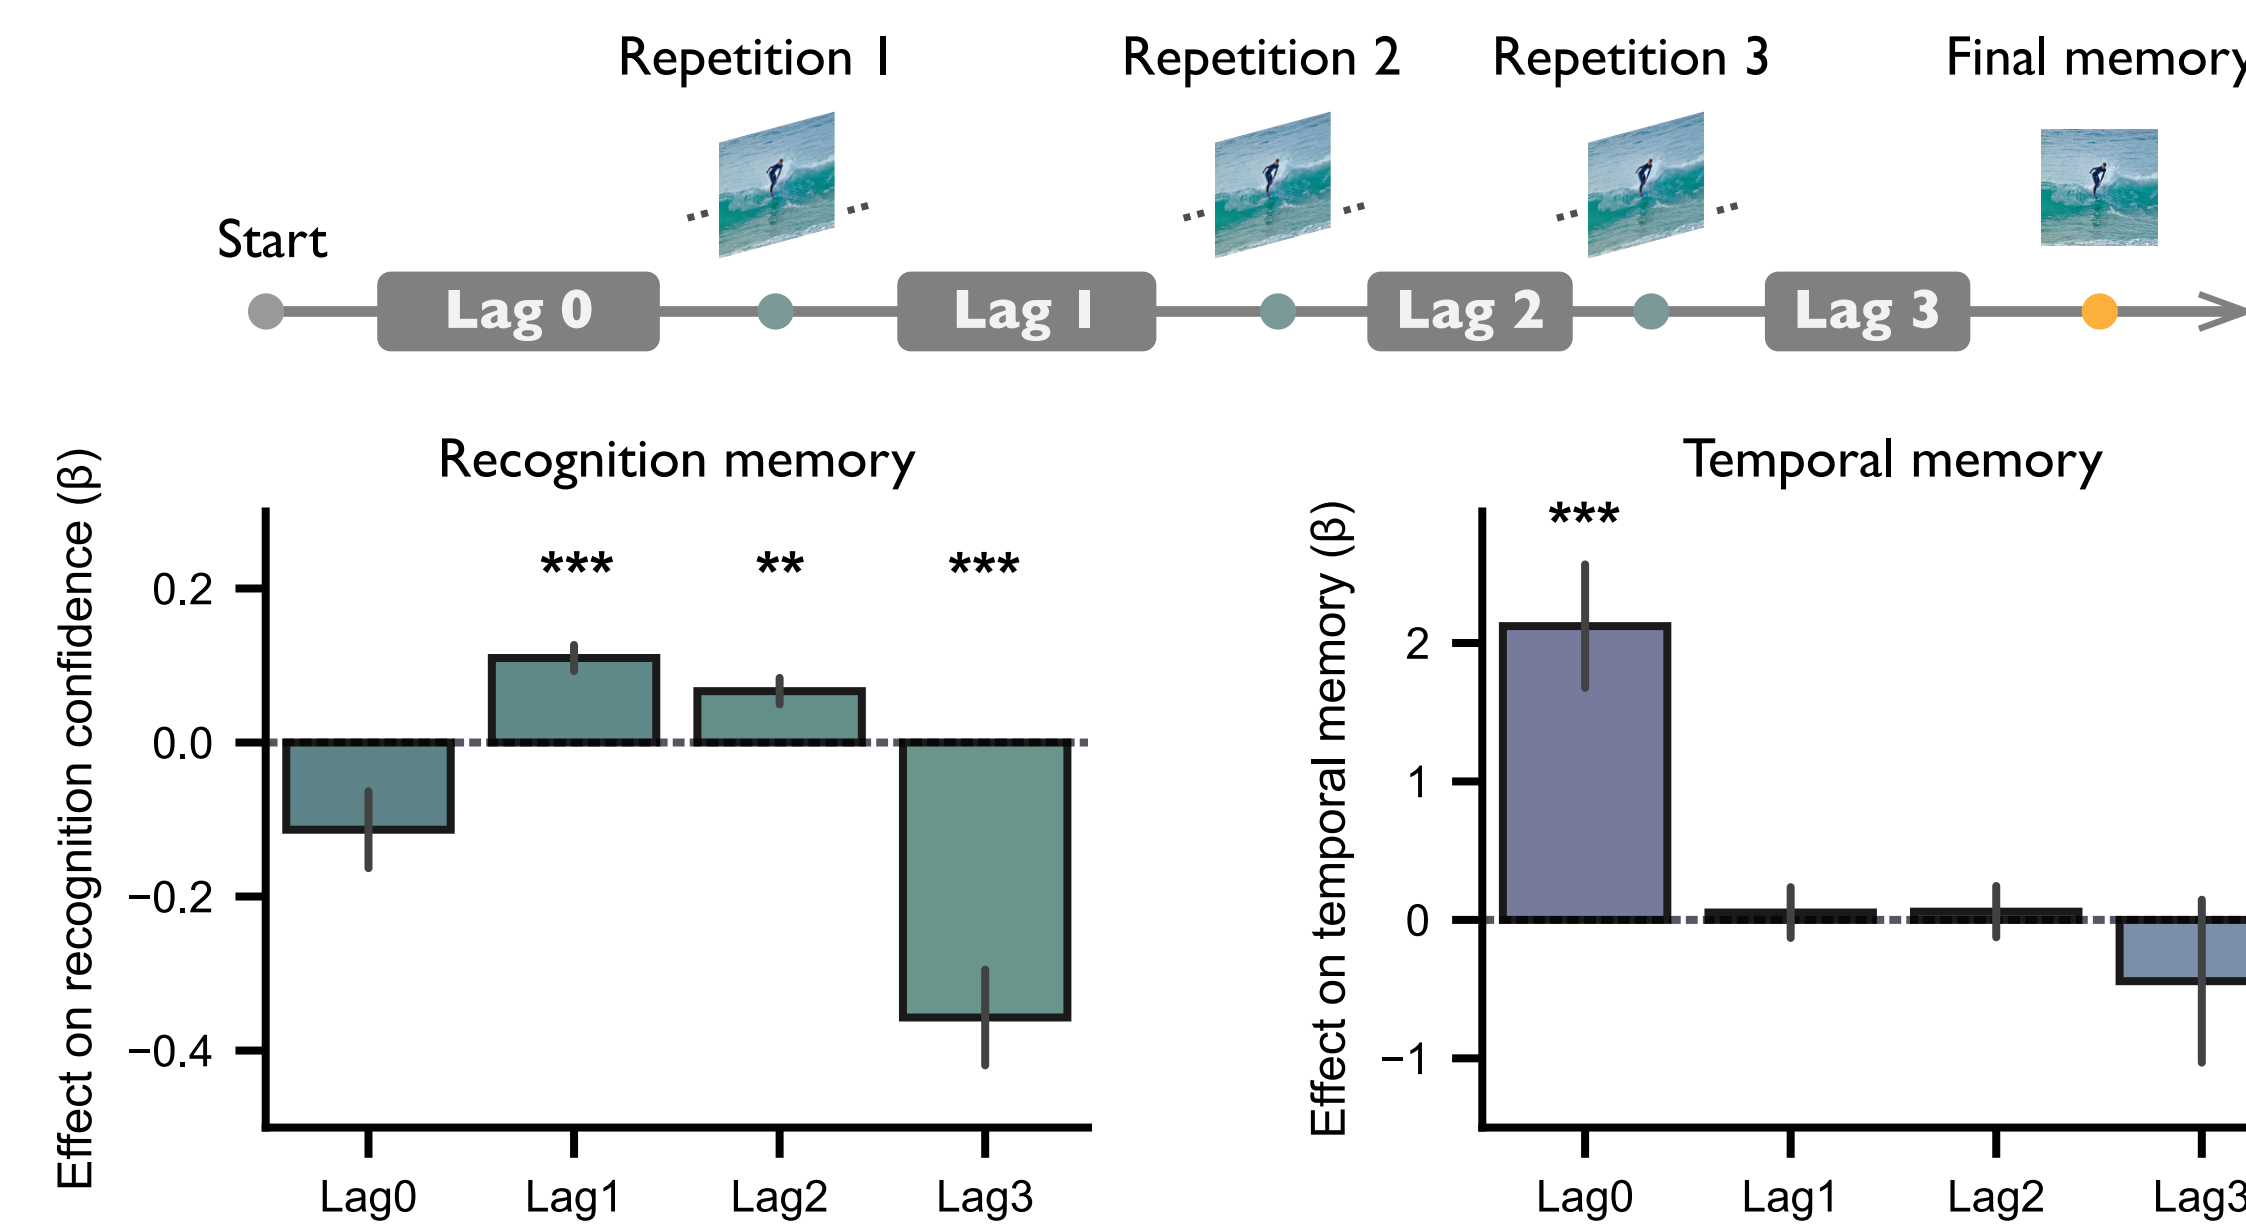 Repetition 1
Repetition 2
Repetition 3
Final memory
Start
Lag 0
Lag 1
Lag 2
Lag 3
Recognition memory
Effect on recognition confidence (β)
***
**
***
0.2
0.0
−0.2
−0.4
Lag0
Lag1
Lag2
Lag3
Temporal memory
Effect on temporal memory (β)
***
2
1
0
−1
Lag0
Lag1
Lag2
Lag3